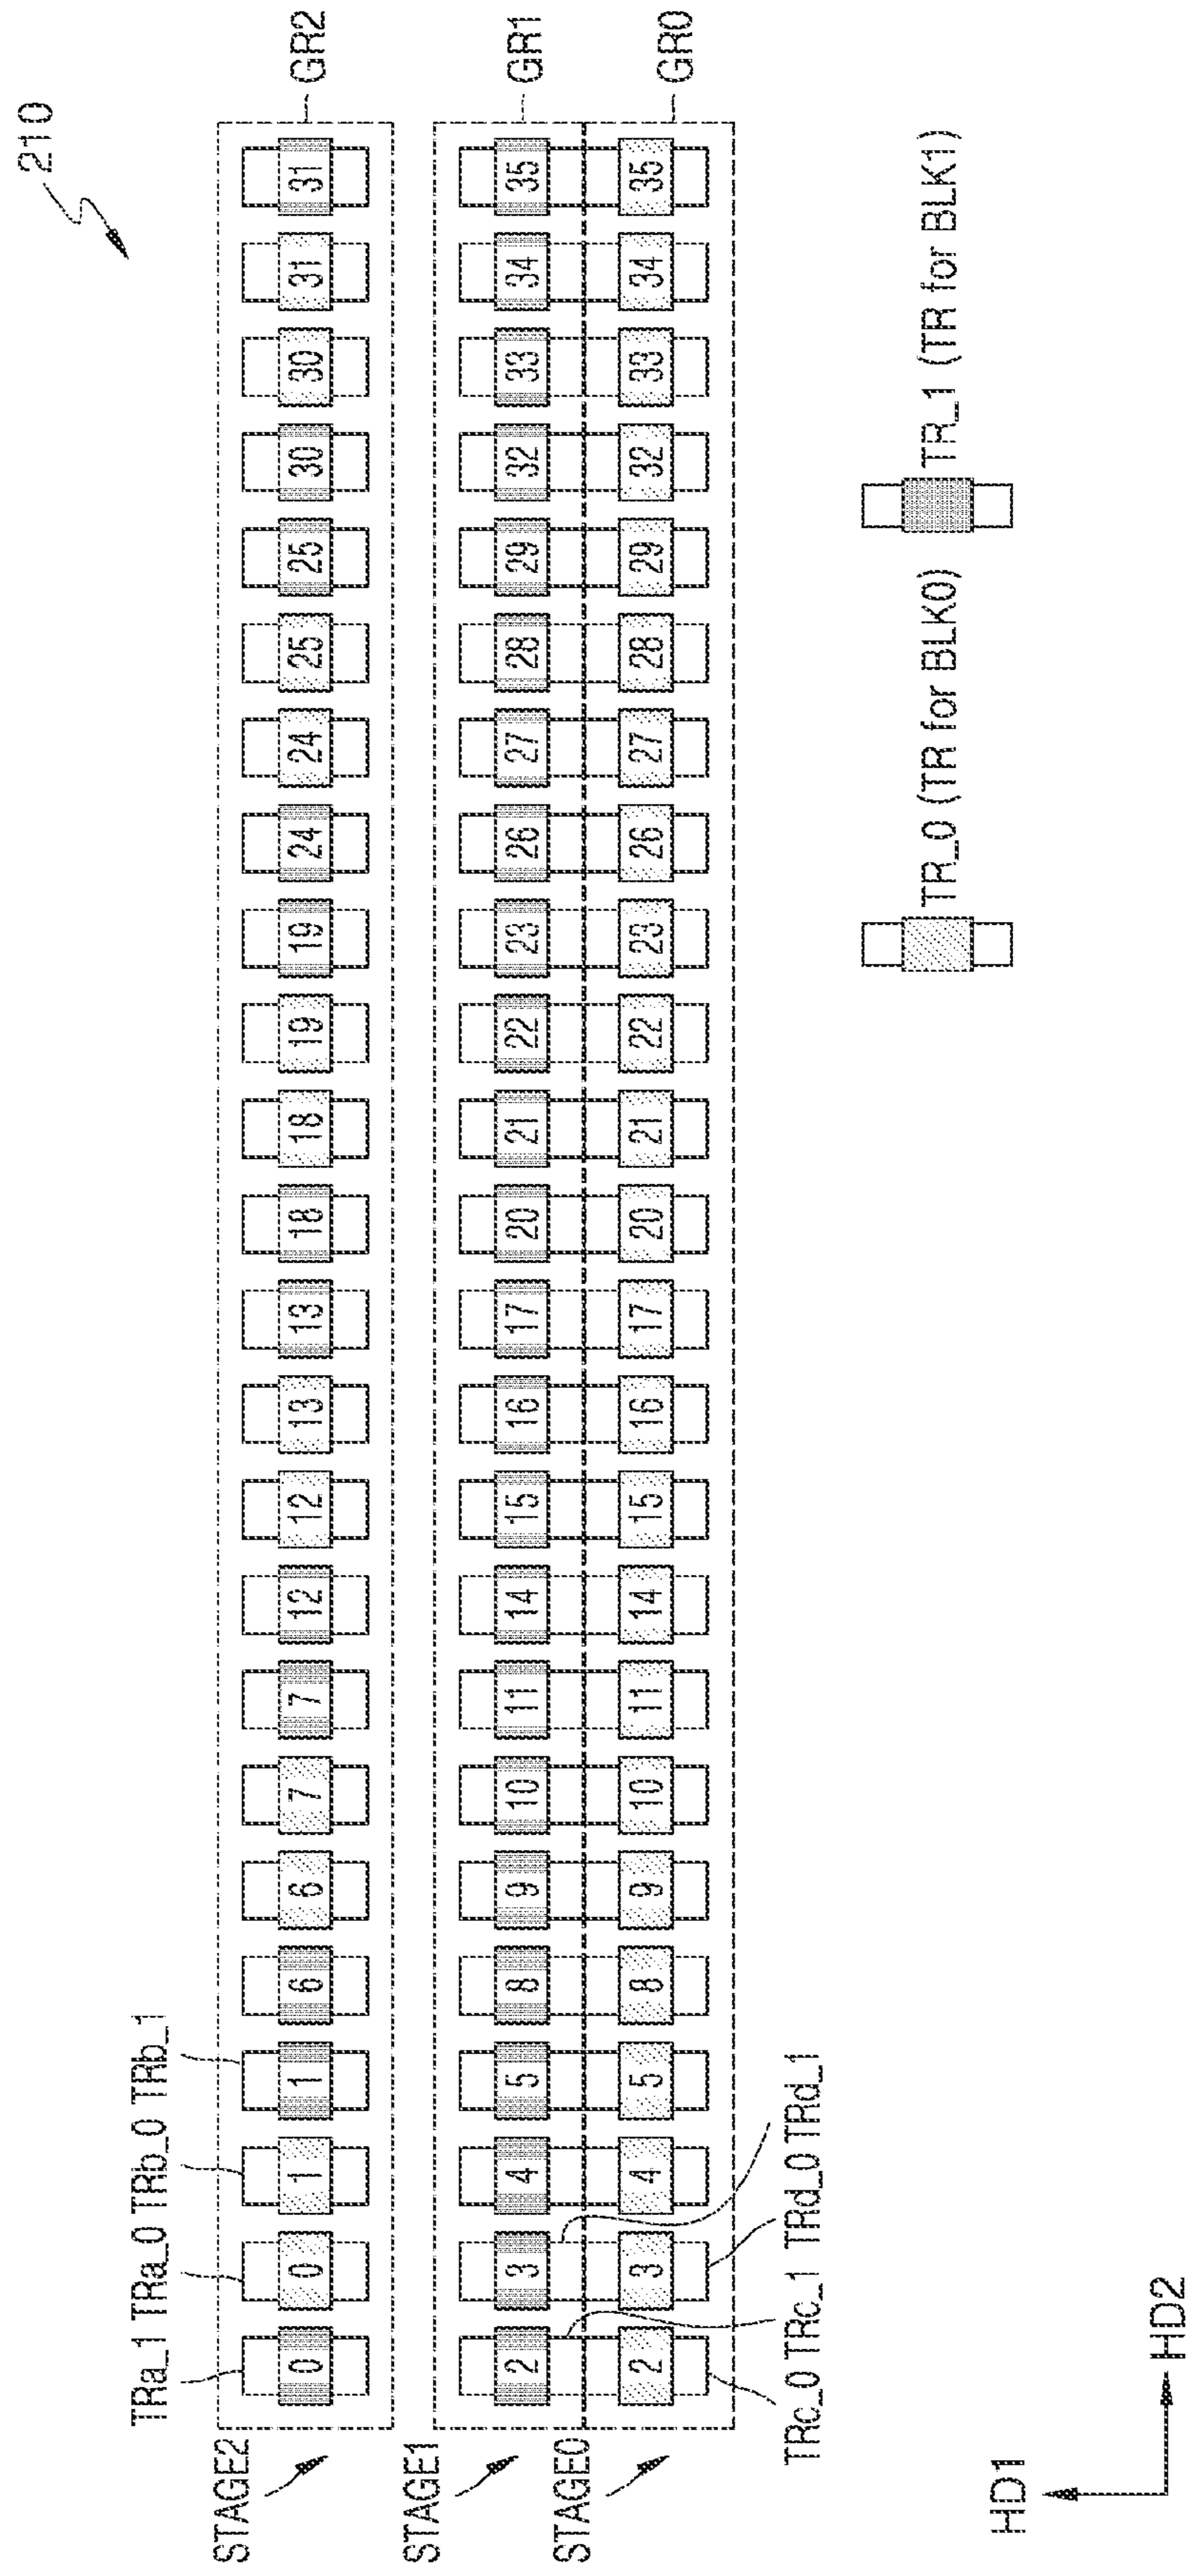 210
TRa_1 TRa_0 TRb_0 TRb_1
STAGE2
0 0 1 1 6 6 7 7 12 12 13 13 18 18 19 19 24 24 25 25 30 30 31 31 GR2
STAGE1
2 3 4 5 8 9 10 11 14 15 16 17 20 21 22 23 26 27 28 29 32 33 34 35 GR1
STAGE0
2 3 4 5 8 9 10 11 14 15 16 17 20 21 22 23 26 27 28 29 32 33 34 35 GR0
TRc_0 TRc_1 TRd_0 TRd_1
TR_0 (TR for BLK0) TR_1 (TR for BLK1)
HD1
HD2